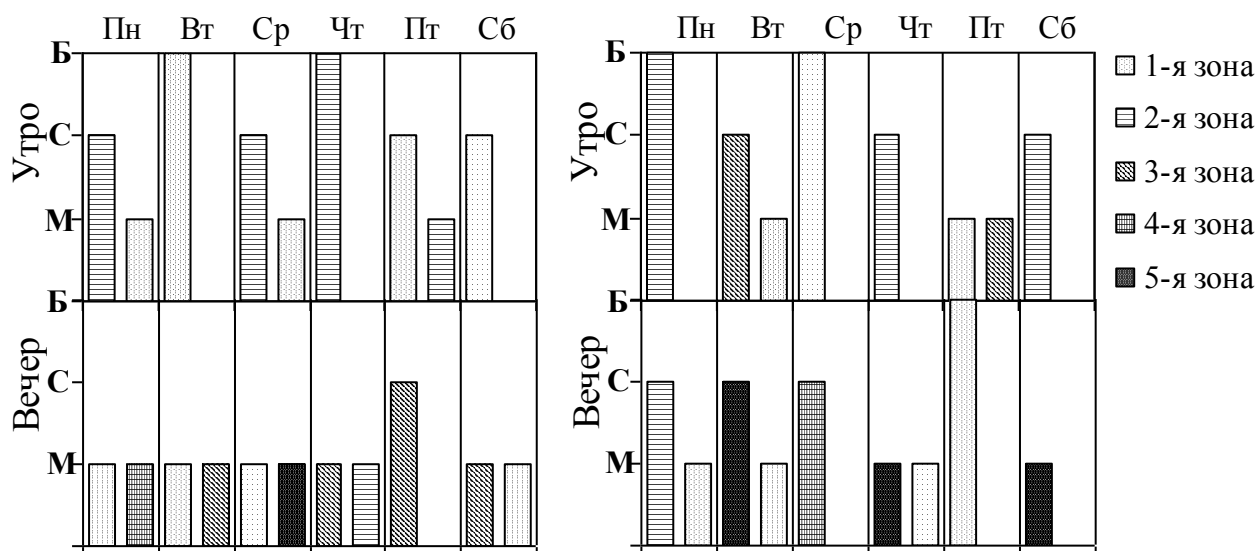 Пн Вт Ср Чт Пт Сб
Б
С
М
Утро
Б
С
М
Вечер
Пн Вт Ср Чт Пт Сб
Б
С
М
Утро
Б
С
М
Вечер
1-я зона
2-я зона
3-я зона
4-я зона
5-я зона